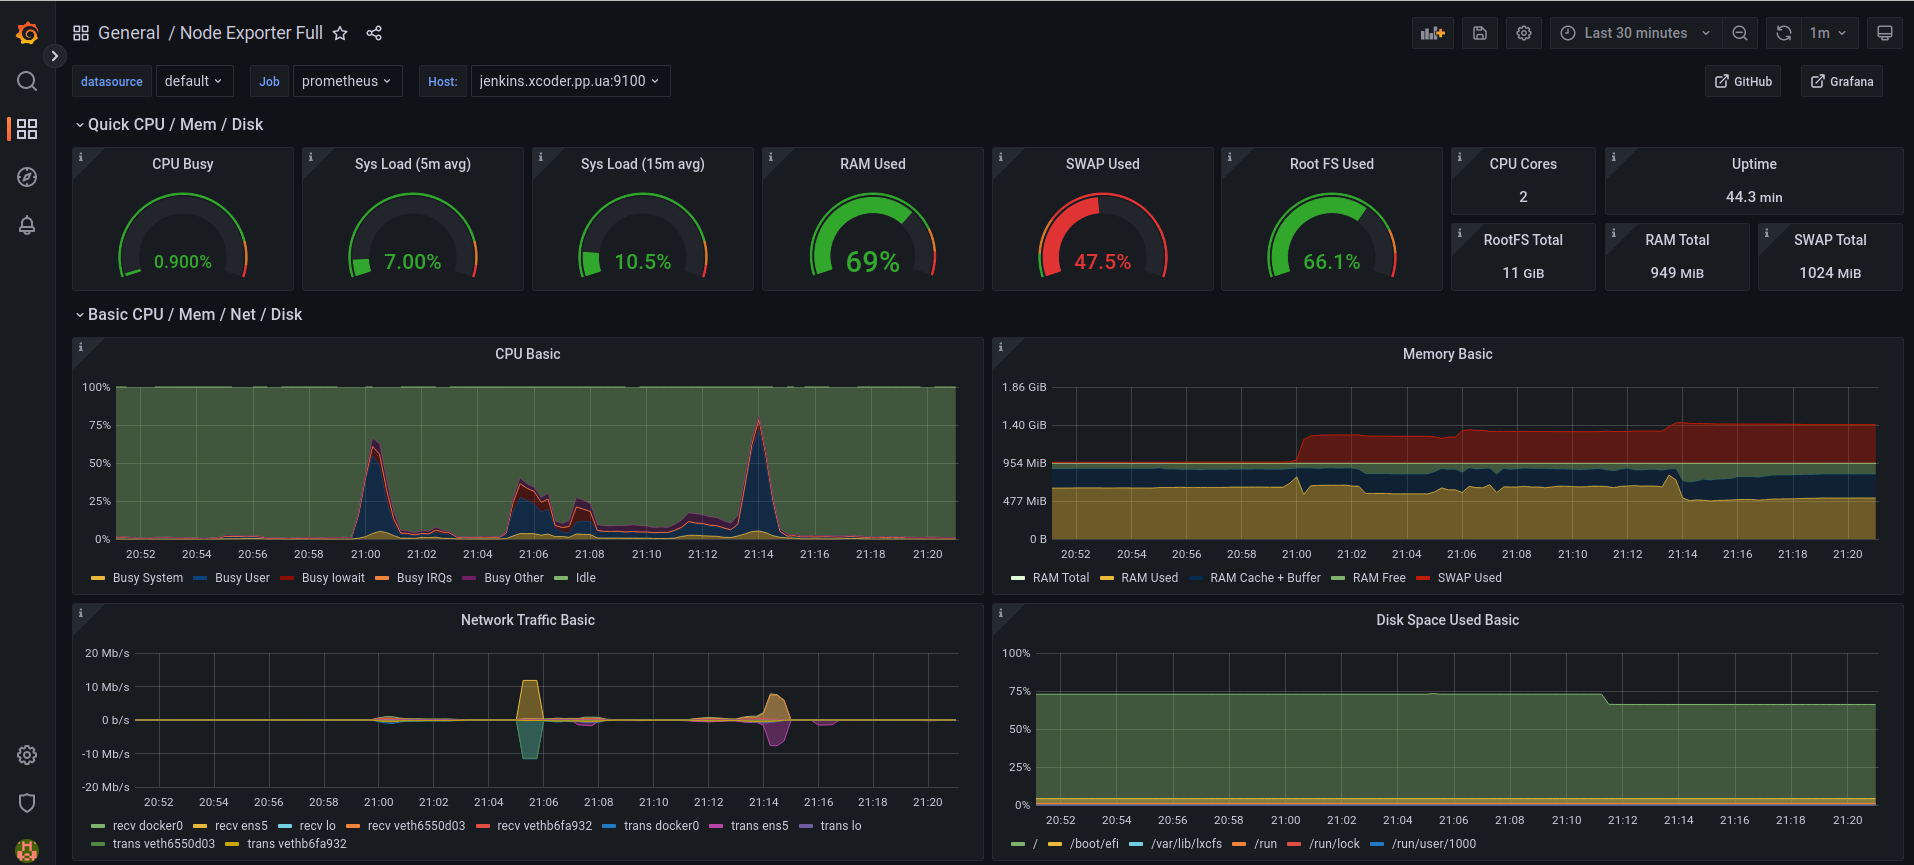 General / Node Exporter Full
Last 30 minutes 1m
datasource default Job prometheus Host: jenkins.xcoder.pp.ua:9100 GitHub Grafana
Quick CPU / Mem / Disk
CPU Busy
0.900%
Sys Load (5m avg)
7.00%
Sys Load (15m avg)
10.5%
RAM Used
69%
SWAP Used
47.5%
Root FS Used
66.1%
CPU Cores
2
Uptime
44.3 min
RootFS Total
11 GiB
RAM Total
949 MiB
SWAP Total
1024 MiB
Basic CPU / Mem / Net / Disk
CPU Basic
100%
75%
50%
25%
0%
20:52 20:54 20:56 20:58 21:00 21:02 21:04 21:06 21:08 21:10 21:12 21:14 21:16 21:18 21:20
Busy System Busy User Busy Iowait Busy IRQs Busy Other Idle
Memory Basic
1.86 GiB
1.40 GiB
954 MiB
477 MiB
0 B
20:52 20:54 20:56 20:58 21:00 21:02 21:04 21:06 21:08 21:10 21:12 21:14 21:16 21:18 21:20
RAM Total RAM Used RAM Cache + Buffer RAM Free SWAP Used
Network Traffic Basic
20 Mb/s
10 Mb/s
0 b/s
-10 Mb/s
-20 Mb/s
20:52 20:54 20:56 20:58 21:00 21:02 21:04 21:06 21:08 21:10 21:12 21:14 21:16 21:18 21:20
recv docker0 recv ens5 recv lo recv veth6550d03 recv vethb6fa932 trans docker0 trans ens5 trans lo
trans veth6550d03 trans vethb6fa932
Disk Space Used Basic
100%
75%
50%
25%
0%
20:52 20:54 20:56 20:58 21:00 21:02 21:04 21:06 21:08 21:10 21:12 21:14 21:16 21:18 21:20
/ /boot/efi /var/lib/lxcfs /run /run/lock /run/user/1000